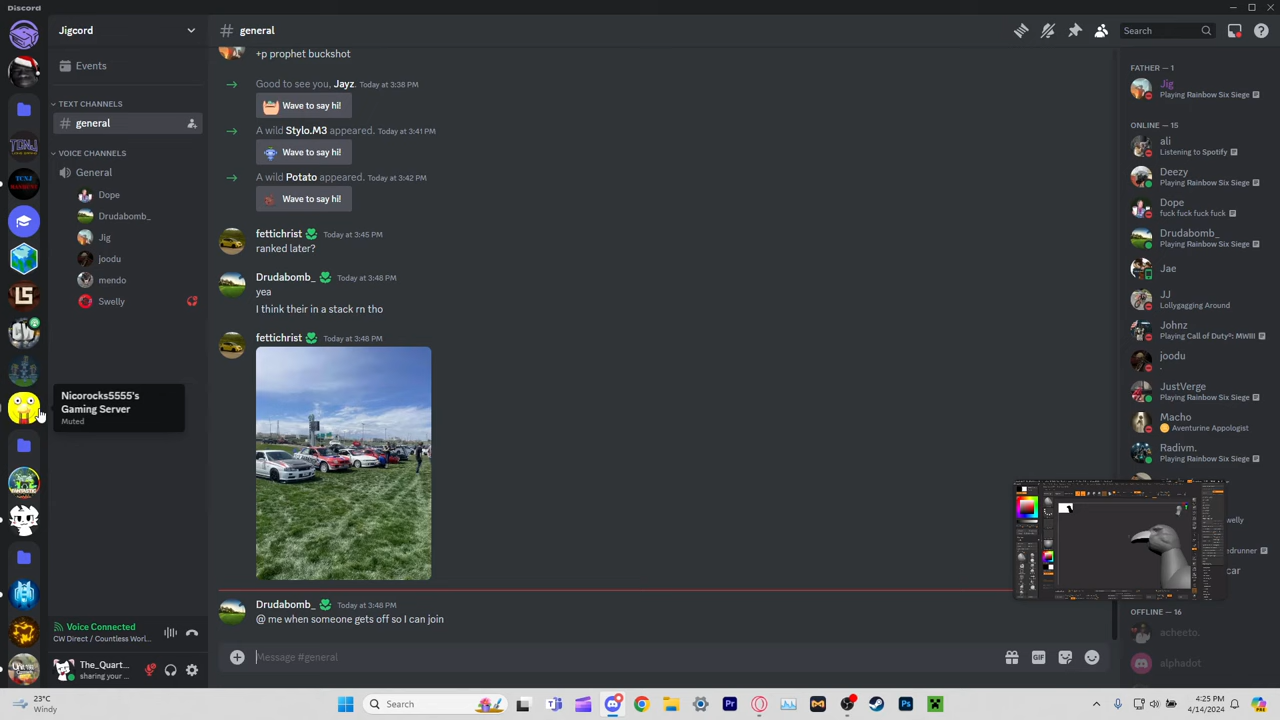 Discord
Jigcord
# general
Search
Events
TEXT CHANNELS
# general
VOICE CHANNELS
General
Dope
Drudabomb_
Jig
joodu
mendo
Swelly
Nicorocks5555's
Gaming Server
Muted
Voice Connected
CW Direct / Countless Worl...
The_Quart...
sharing your ...
+p prophet buckshot
Good to see you, Jayz. Today at 3:38 PM
Wave to say hi!
A wild Stylo.M3 appeared. Today at 3:41 PM
Wave to say hi!
A wild Potato appeared. Today at 3:42 PM
Wave to say hi!
fettichrist Today at 3:45 PM
ranked later?
Drudabomb_ Today at 3:48 PM
yea
I think their in a stack rn tho
fettichrist Today at 3:48 PM
Drudabomb_ Today at 3:48 PM
@ me when someone gets off so I can join
Message #general
GIF
FATHER — 1
Jig
Playing Rainbow Six Siege
ONLINE — 15
ali
Listening to Spotify
Deezy
Playing Rainbow Six Siege
Dope
fuck fuck fuck fuck
Drudabomb_
Playing Rainbow Six Siege
Jae
JJ
Lollygagging Around
Johnz
Playing Call of Duty®: MWIII
joodu
.
JustVerge
Playing Rainbow Six Siege
Macho
Aventurine Appologist
Radivm.
Playing Rainbow Six Siege
welly
edrunner
car
OFFLINE — 16
acheeto.
alphadot
23°C
Windy
Search
4:25 PM
4/14/2024